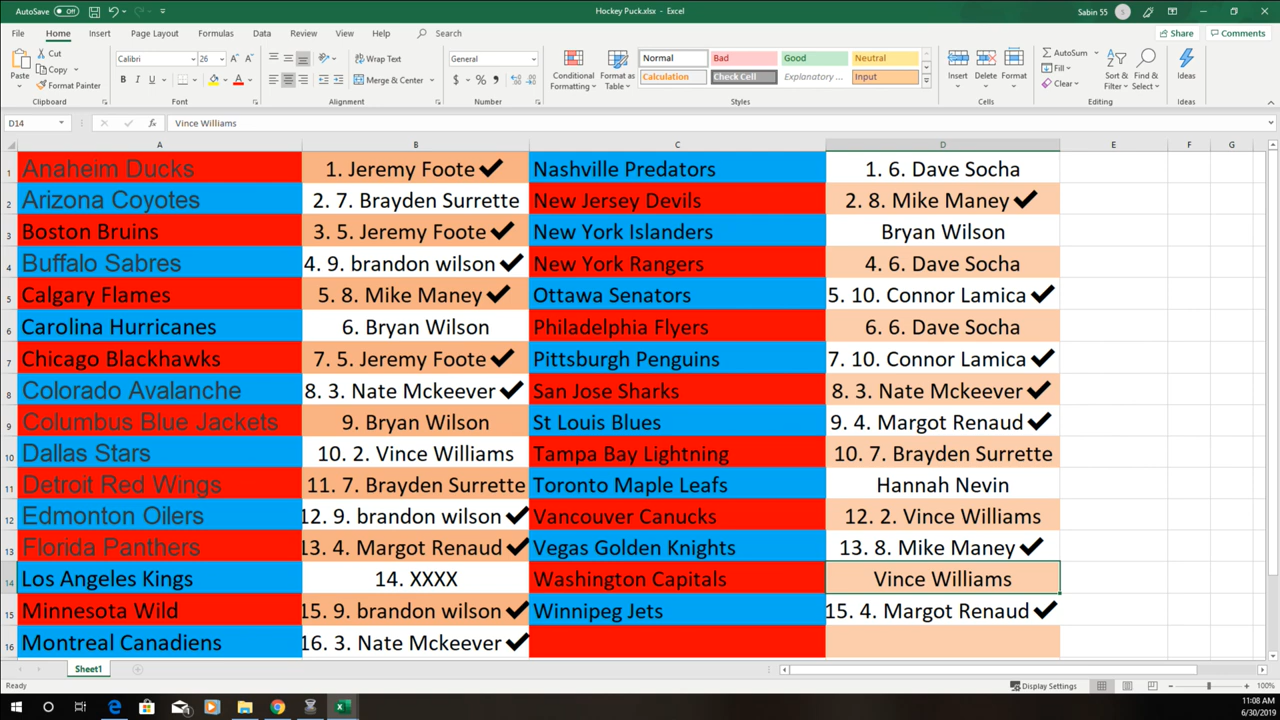 AutoSave Off Hockey Puck.xlsx - Excel Sabin 55
File Home Insert Page Layout Formulas Data Review View Help Search Share Comments
Paste Cut Copy Format Painter Clipboard
Calibri 26 B I U Font
Wrap Text Merge & Center Alignment
General $ % Number
Conditional Formatting Format as Table
Normal Bad Good Neutral
Calculation Check Cell Explanatory ... Input
Styles
Insert Delete Format Cells
AutoSum Fill Clear Sort & Filter Find & Select Editing
Ideas Ideas
D14 fx Vince Williams
A B C D E F G
1 Anaheim Ducks 1. Jeremy Foote ✔ Nashville Predators 1. 6. Dave Socha
2 Arizona Coyotes 2. 7. Brayden Surrette New Jersey Devils 2. 8. Mike Maney ✔
3 Boston Bruins 3. 5. Jeremy Foote ✔ New York Islanders Bryan Wilson
4 Buffalo Sabres 4. 9. brandon wilson ✔ New York Rangers 4. 6. Dave Socha
5 Calgary Flames 5. 8. Mike Maney ✔ Ottawa Senators 5. 10. Connor Lamica ✔
6 Carolina Hurricanes 6. Bryan Wilson Philadelphia Flyers 6. 6. Dave Socha
7 Chicago Blackhawks 7. 5. Jeremy Foote ✔ Pittsburgh Penguins 7. 10. Connor Lamica ✔
8 Colorado Avalanche 8. 3. Nate Mckeever ✔ San Jose Sharks 8. 3. Nate Mckeever ✔
9 Columbus Blue Jackets 9. Bryan Wilson St Louis Blues 9. 4. Margot Renaud ✔
10 Dallas Stars 10. 2. Vince Williams Tampa Bay Lightning 10. 7. Brayden Surrette
11 Detroit Red Wings 11. 7. Brayden Surrette Toronto Maple Leafs Hannah Nevin
12 Edmonton Oilers 12. 9. brandon wilson ✔ Vancouver Canucks 12. 2. Vince Williams
13 Florida Panthers 13. 4. Margot Renaud ✔ Vegas Golden Knights 13. 8. Mike Maney ✔
14 Los Angeles Kings 14. XXXX Washington Capitals Vince Williams
15 Minnesota Wild 15. 9. brandon wilson ✔ Winnipeg Jets 15. 4. Margot Renaud ✔
16 Montreal Canadiens 16. 3. Nate Mckeever ✔
Sheet1
Ready Display Settings 100%
11:08 AM
6/30/2019